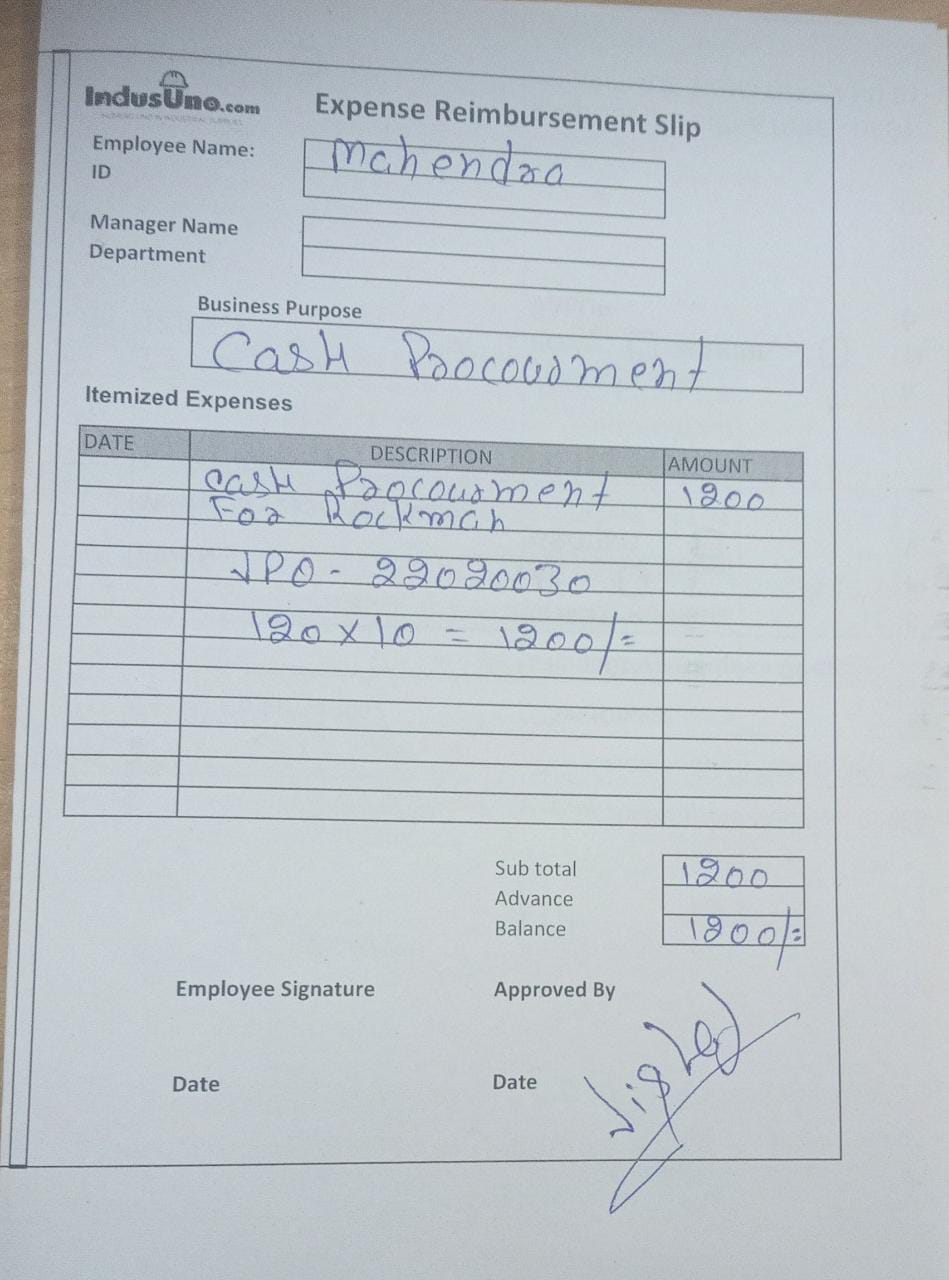 IndusUno.com
Expense Reimbursement Slip
Employee Name: Mahendra
ID
Manager Name
Department
Business Purpose
Cash Procourment
Itemized Expenses
DATE DESCRIPTION AMOUNT
Cash Procourment 1200
For Rockman
JPO - 22020030
120 x 10 = 1200/=
Sub total 1200
Advance
Balance 1200/=
Employee Signature Approved By
Date Date